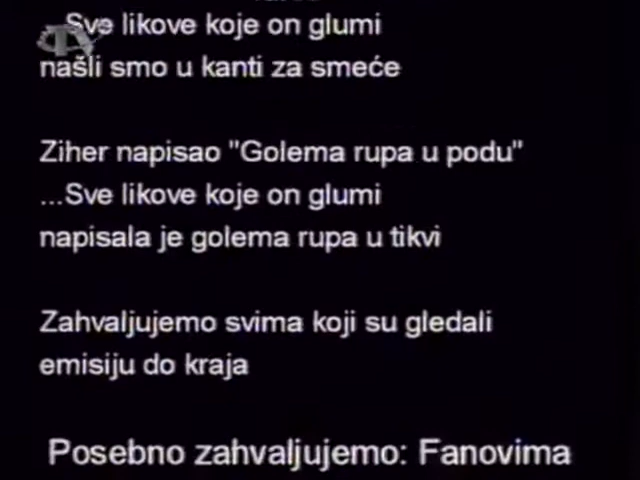 ...Sve likove koje on glumi
našli smo u kanti za smeće
Ziher napisao "Golema rupa u podu"
...Sve likove koje on glumi
napisala je golema rupa u tikvi
Zahvaljujemo svima koji su gledali
emisiju do kraja
Posebno zahvaljujemo: Fanovima